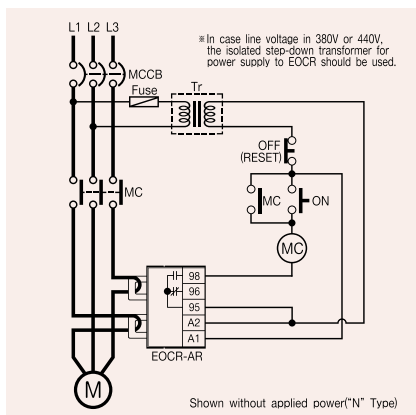 L1 L2 L3
※In case line voltage in 380V or 440V,
the isolated step-down transformer for
power supply to EOCR should be used.
MCCB
Fuse
Tr
OFF
(RESET)
MC
MC
ON
MC
98
96
95
A2
A1
EOCR-AR
M
Shown without applied power("N" Type)